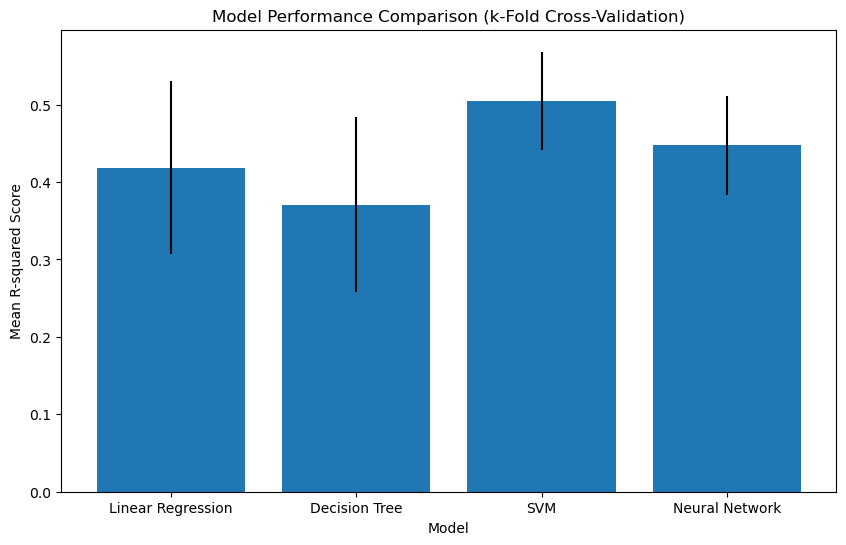 Model Performance Comparison (k-Fold Cross-Validation)
Mean R-squared Score
0.5
0.4
0.3
0.2
0.1
0.0
Linear Regression
Decision Tree
SVM
Neural Network
Model